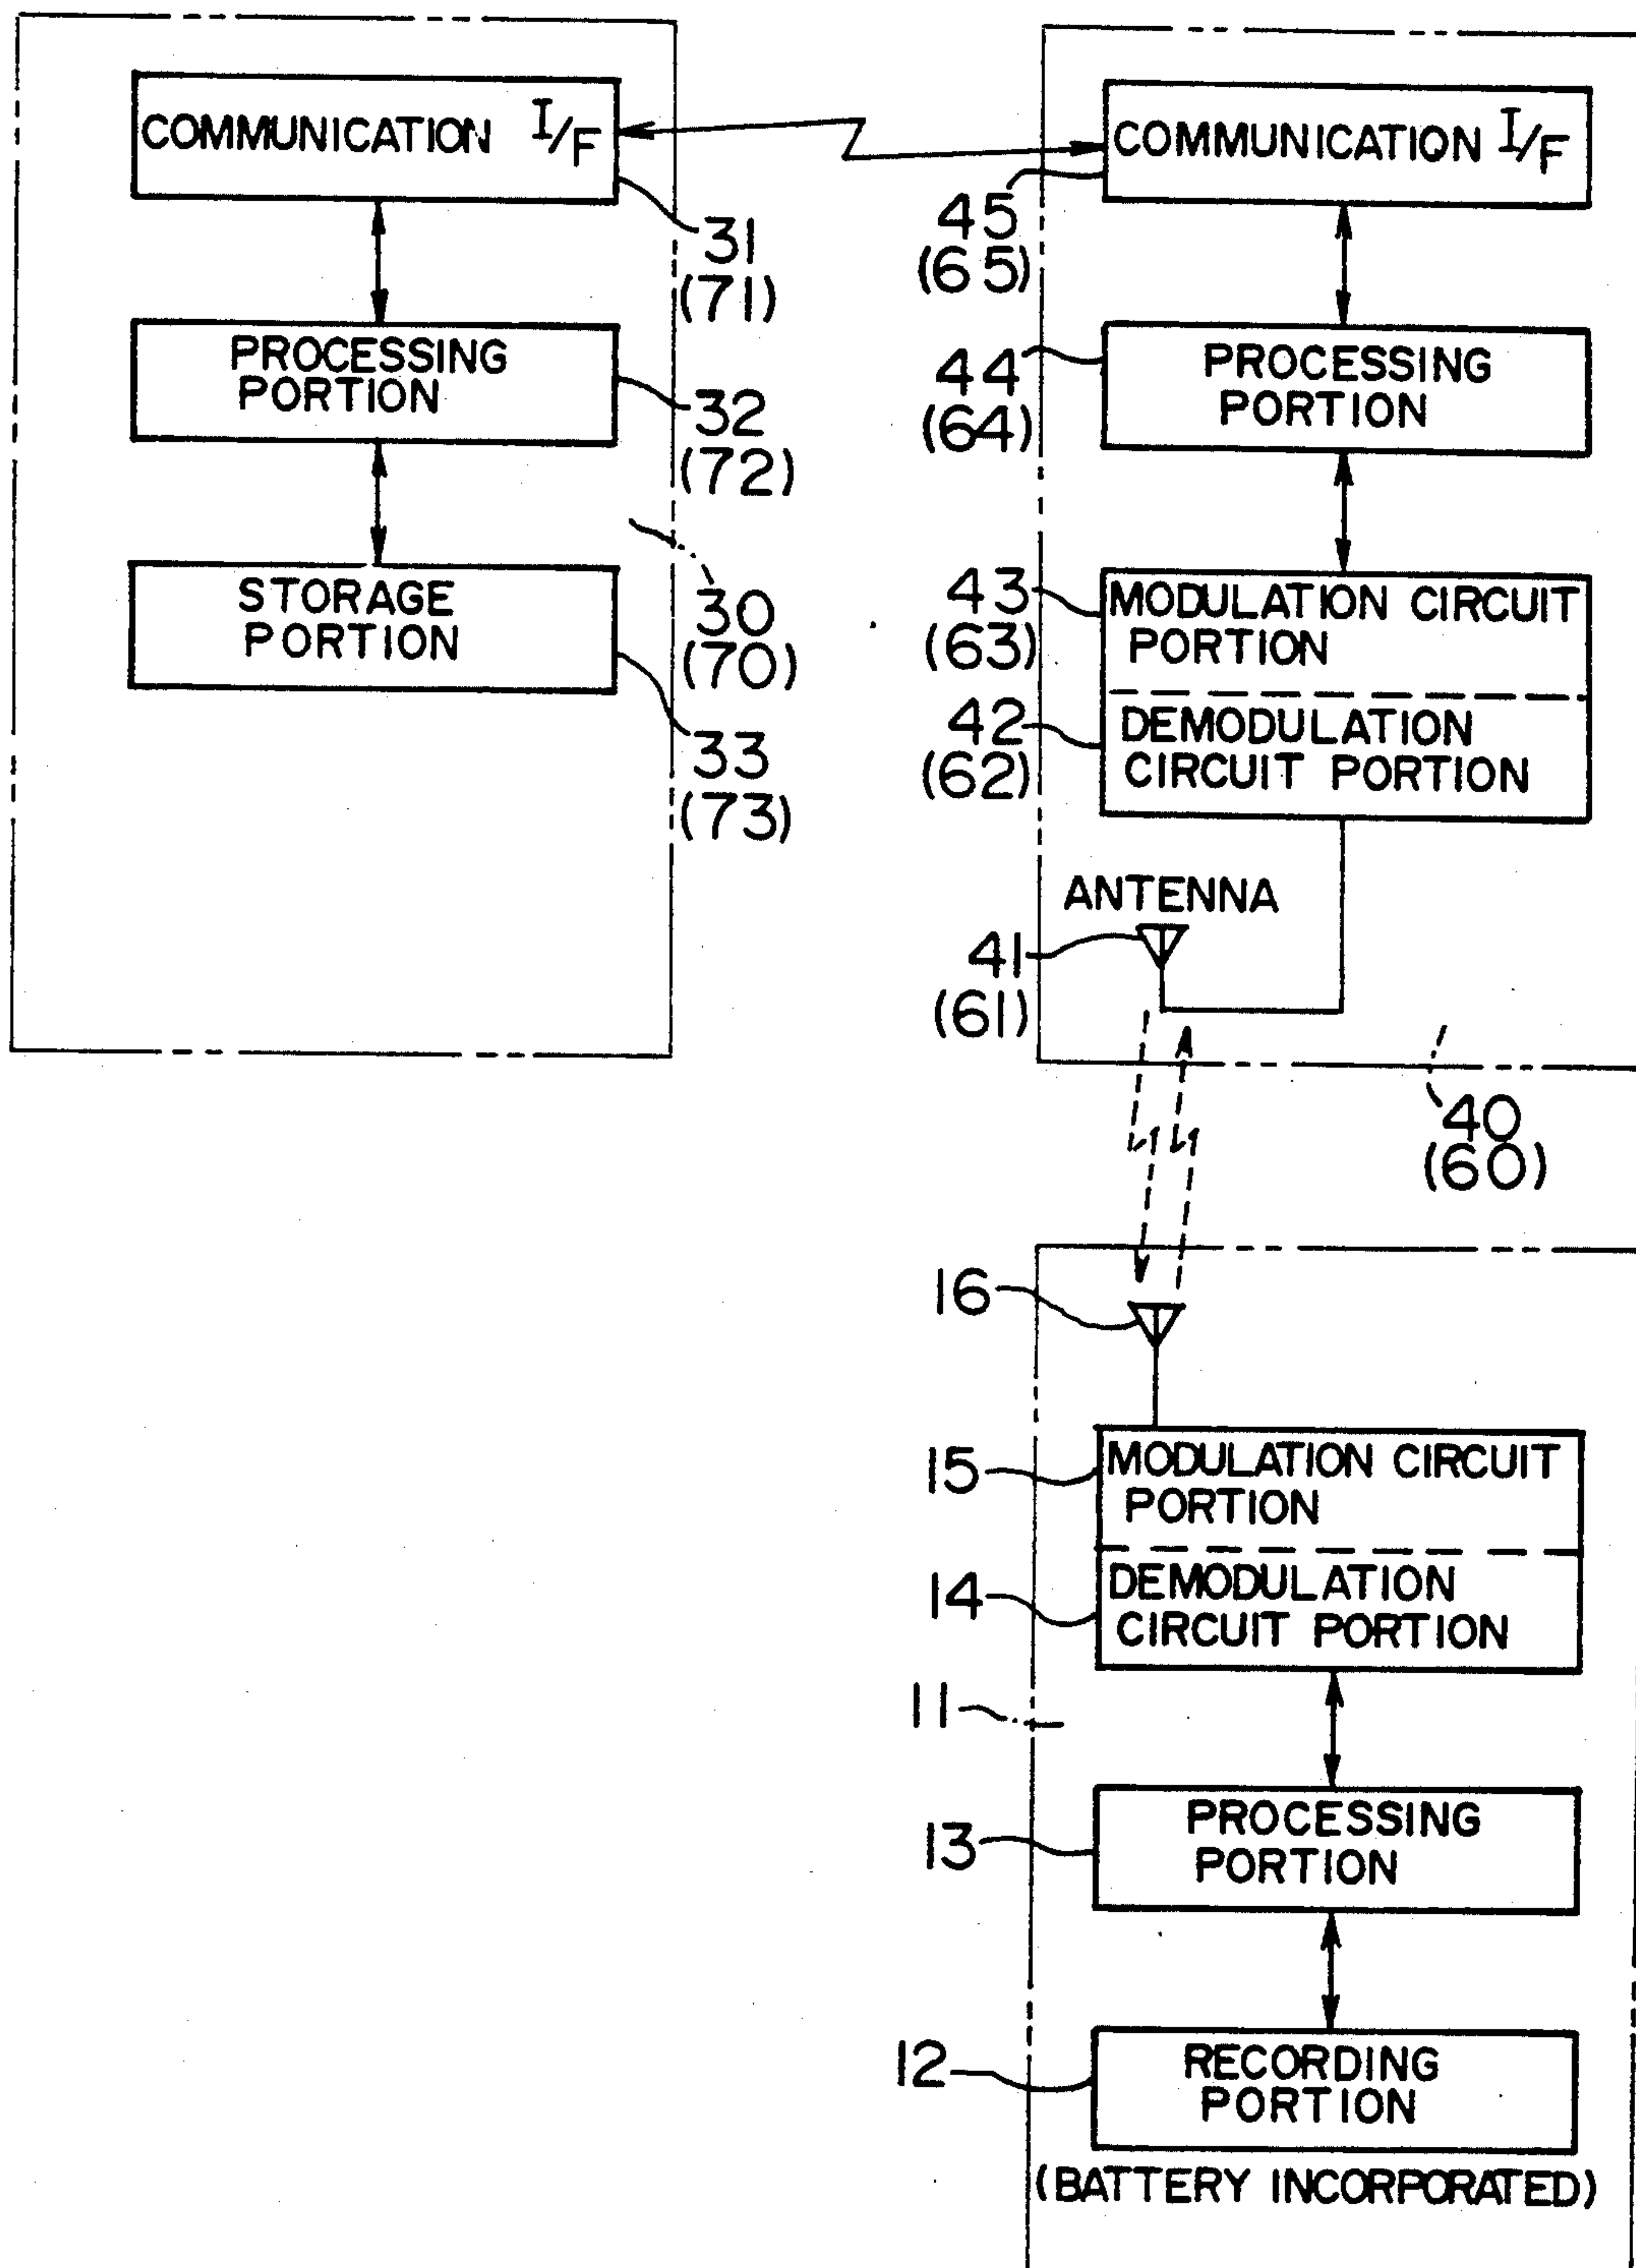 COMMUNICATION I/F
31
(71)
PROCESSING
PORTION
32
(72)
STORAGE
PORTION
30
(70)
33
(73)
COMMUNICATION I/F
45
(65)
PROCESSING
PORTION
44
(64)
MODULATION CIRCUIT
PORTION
43
(63)
DEMODULATION
CIRCUIT PORTION
42
(62)
ANTENNA
41
(61)
40
(60)
16
MODULATION CIRCUIT
PORTION
15
DEMODULATION
CIRCUIT PORTION
14
11
PROCESSING
PORTION
13
RECORDING
PORTION
12
(BATTERY INCORPORATED)